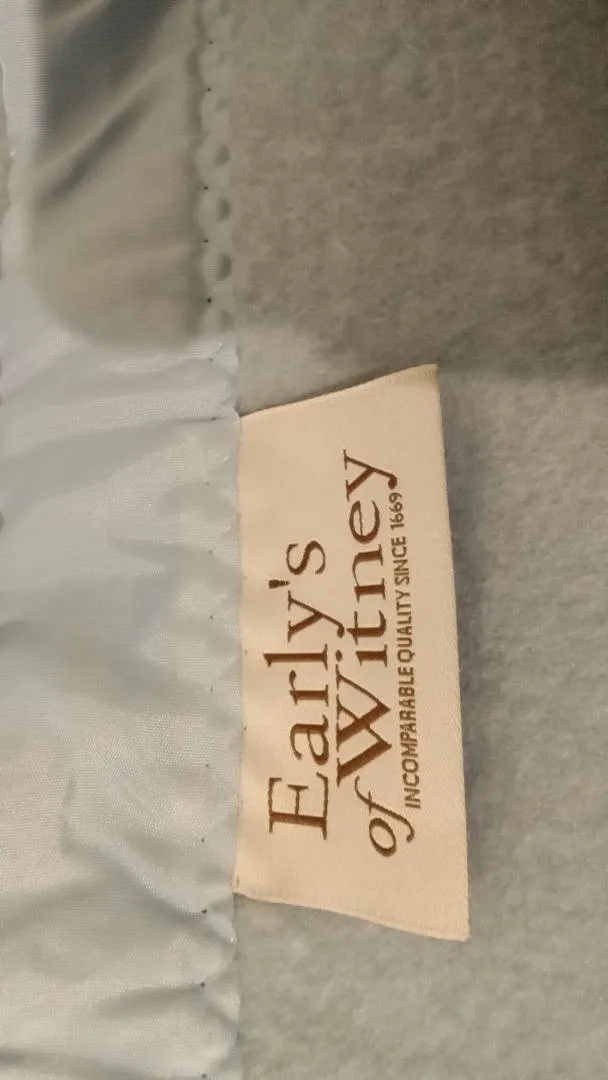 Early's
of Witney
INCOMPARABLE QUALITY SINCE 1669